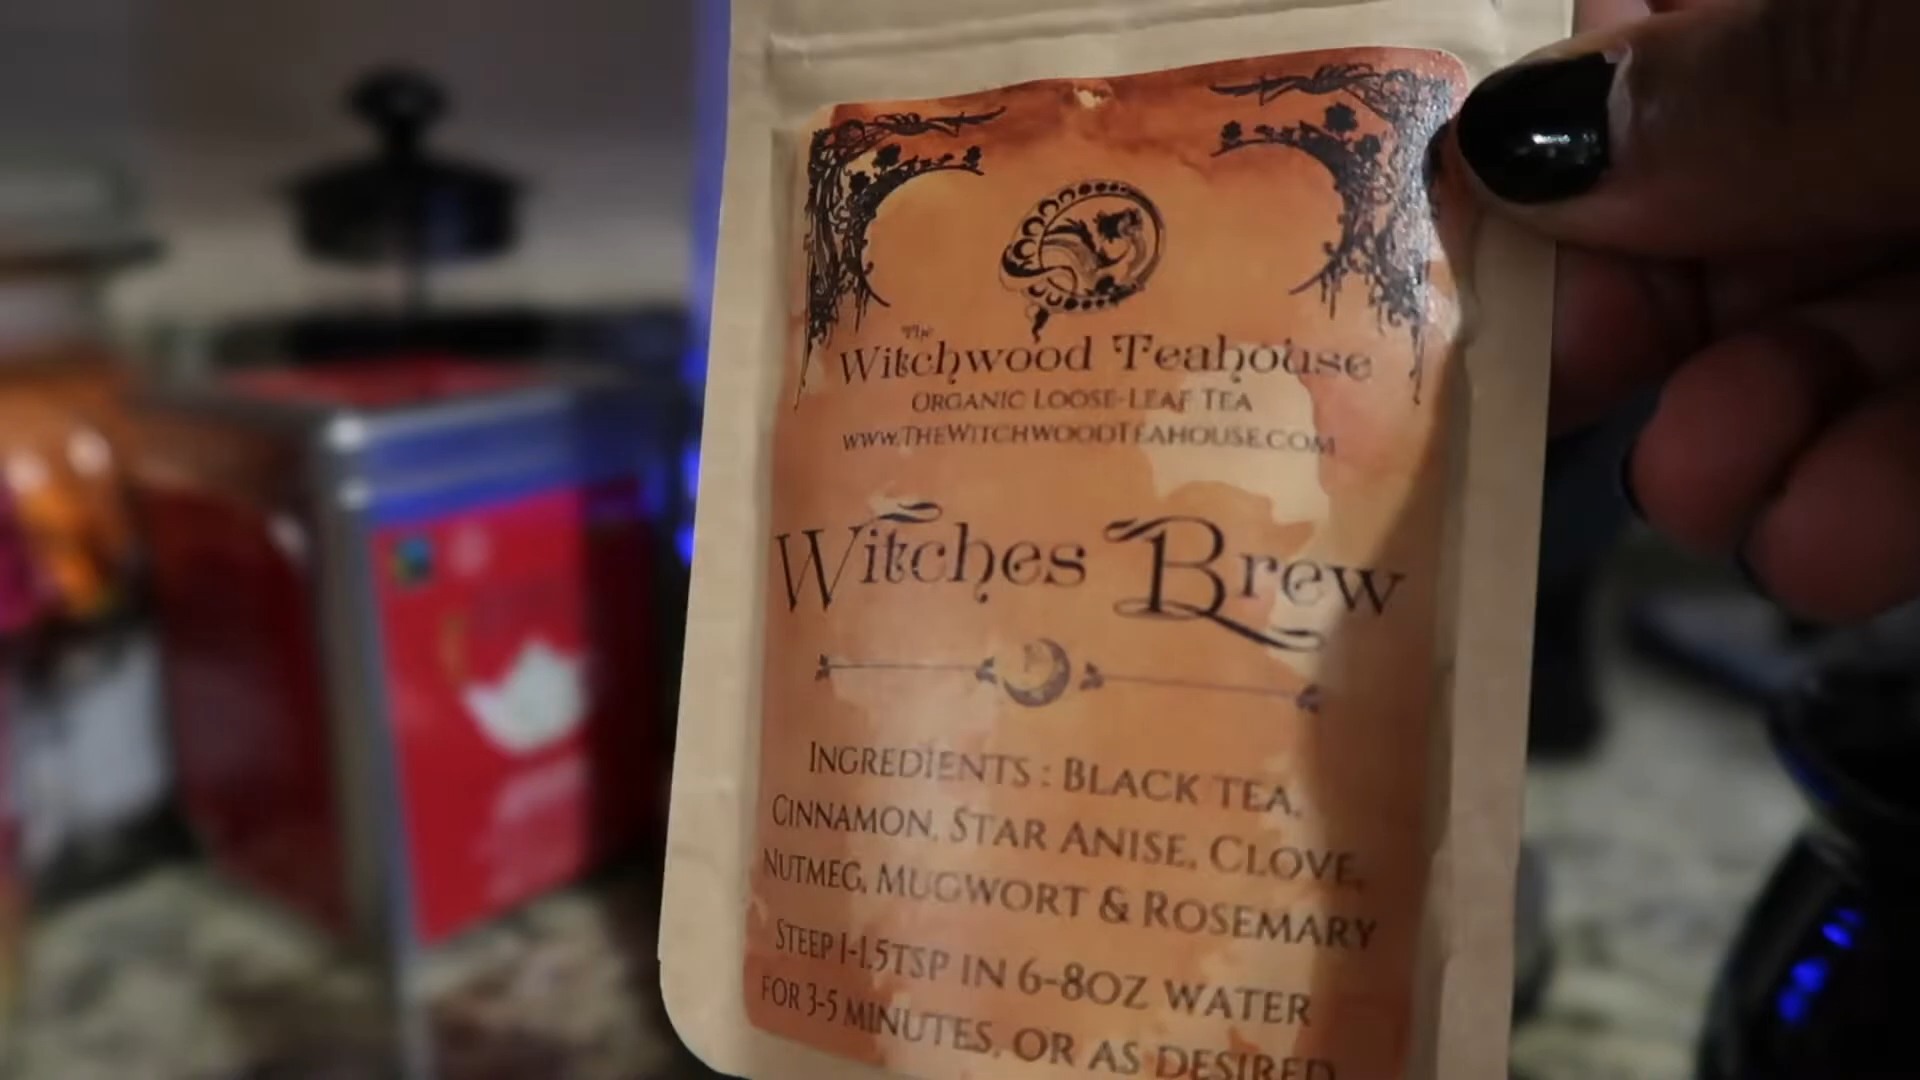 The
Witchwood Teahouse
Organic Loose-Leaf Tea
www.TheWitchwoodTeahouse.com
Witches Brew
Ingredients : Black tea,
Cinnamon, Star Anise, Clove,
Nutmeg, Mugwort & Rosemary
Steep 1-1.5tsp in 6-8oz water
for 3-5 minutes, or as desired